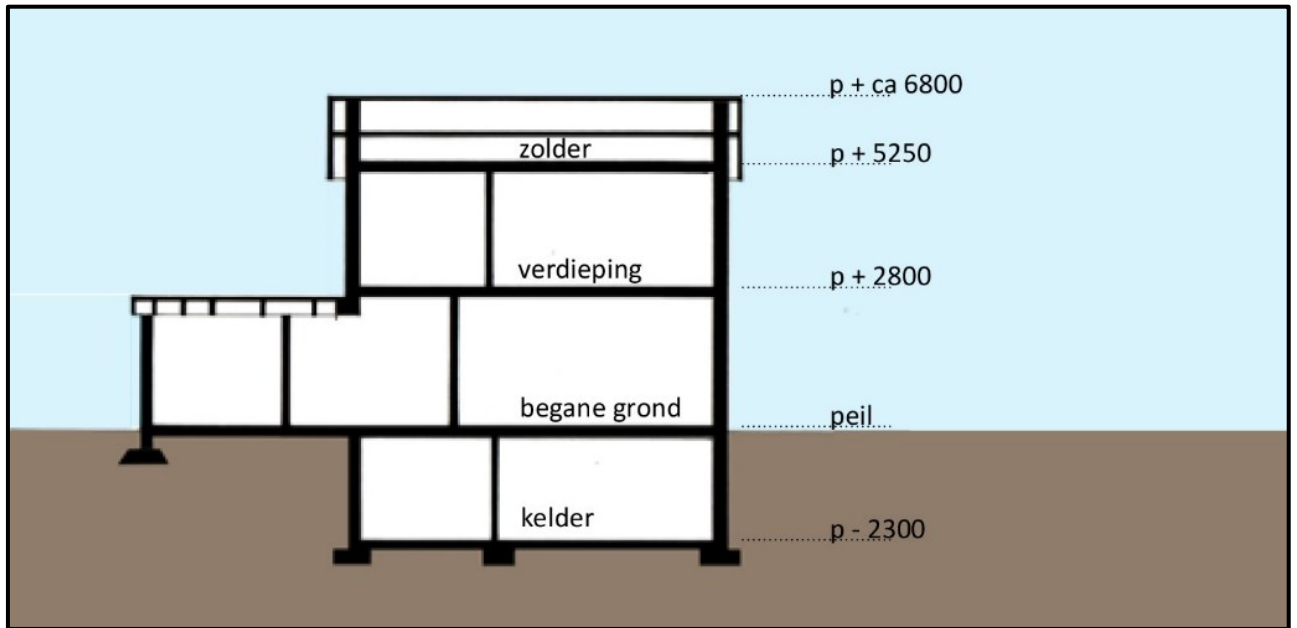 p + ca 6800
zolder
p + 5250
verdieping
p + 2800
begane grond
peil
kelder
p - 2300